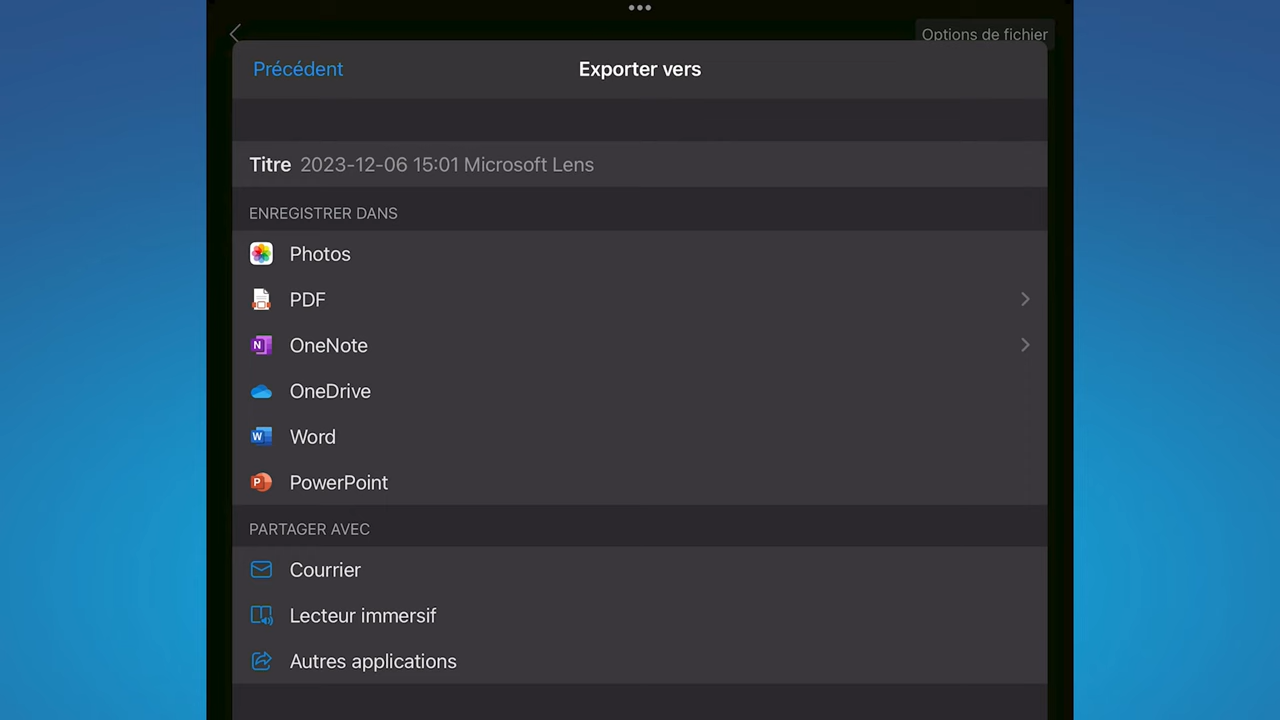 Options de fichier
Précédent
Exporter vers
Titre 2023-12-06 15:01 Microsoft Lens
ENREGISTRER DANS
Photos
PDF
OneNote
OneDrive
Word
PowerPoint
PARTAGER AVEC
Courrier
Lecteur immersif
Autres applications